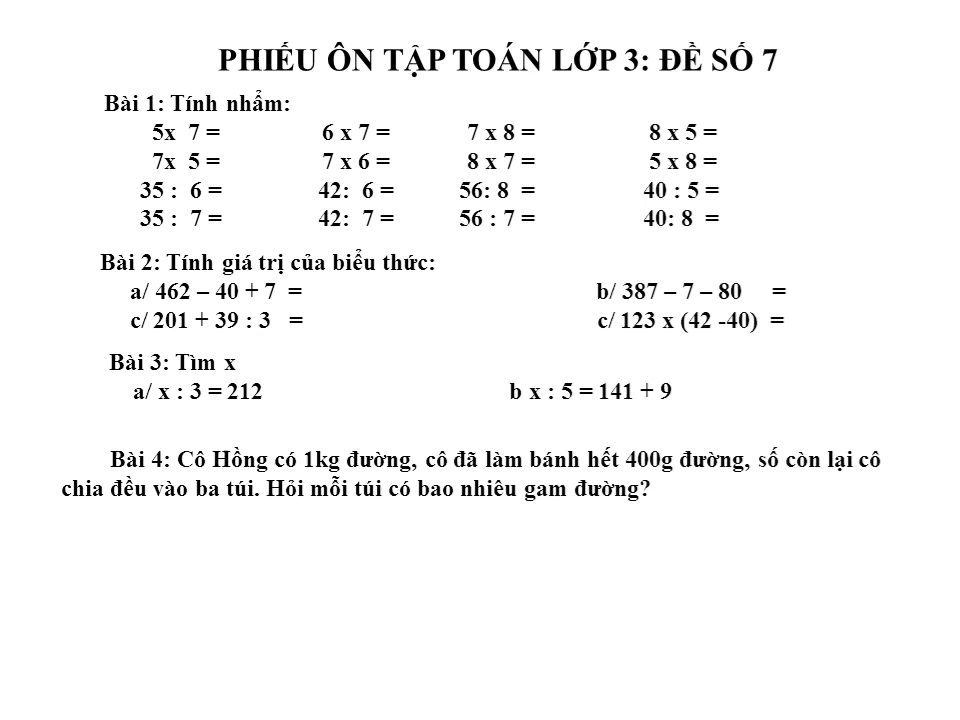 PHIẾU ÔN TẬP TOÁN LỚP 3: ĐỀ SỐ 7
Bài 1: Tính nhẩm:
5x 7 = 6 x 7 = 7 x 8 = 8 x 5 =
7x 5 = 7 x 6 = 8 x 7 = 5 x 8 =
35 : 6 = 42: 6 = 56: 8 = 40 : 5 =
35 : 7 = 42: 7 = 56 : 7 = 40: 8 =
Bài 2: Tính giá trị của biểu thức:
a/ 462 – 40 + 7 = b/ 387 – 7 – 80 =
c/ 201 + 39 : 3 = c/ 123 x (42 -40) =
Bài 3: Tìm x
a/ x : 3 = 212 b x : 5 = 141 + 9
Bài 4: Cô Hồng có 1kg đường, cô đã làm bánh hết 400g đường, số còn lại cô
chia đều vào ba túi. Hỏi mỗi túi có bao nhiêu gam đường?